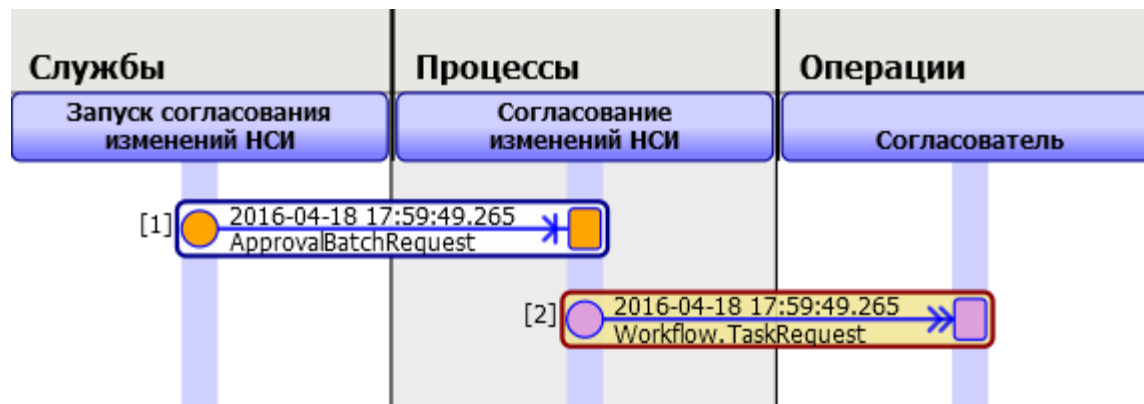 Службы
Процессы
Операции
Запуск согласования
изменений НСИ
Согласование
изменений НСИ
Согласователь
[1]
2016-04-18 17:59:49.265
ApprovalBatchRequest
[2]
2016-04-18 17:59:49.265
Workflow.TaskRequest